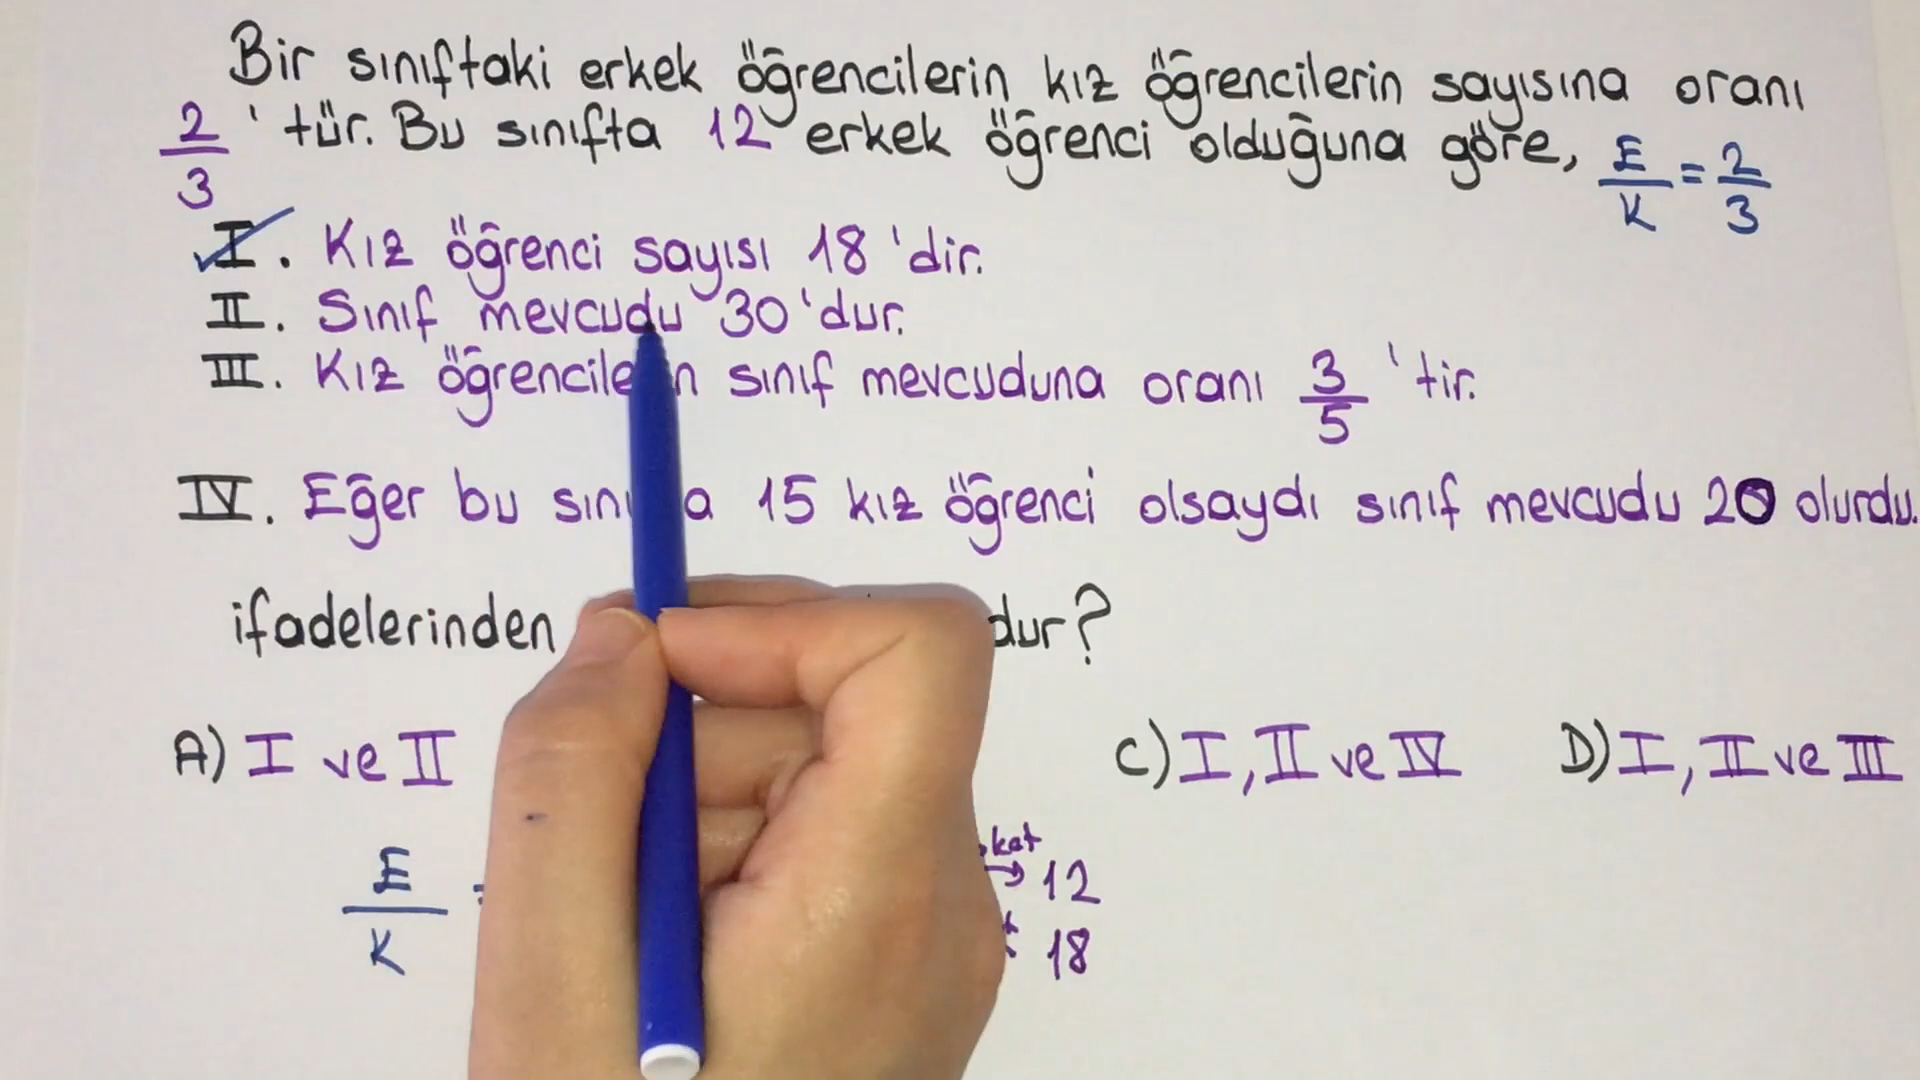 Bir sınıftaki erkek öğrencilerin kız öğrencilerin sayısına oranı
2/3 'tür. Bu sınıfta 12 erkek öğrenci olduğuna göre, E/K = 2/3
I. Kız öğrenci sayısı 18 'dir.
II. Sınıf mevcudu 30 'dur.
III. Kız sınıf mevcuduna oranı 3/5 'tir.
IV. Eğer bu 15 kız öğrenci olsaydı sınıf mevcudu 20 olurdu.
ifadelerinden dur?
A) I ve II C) I, II ve IV D) I, II ve III
E/K kat → 12
18